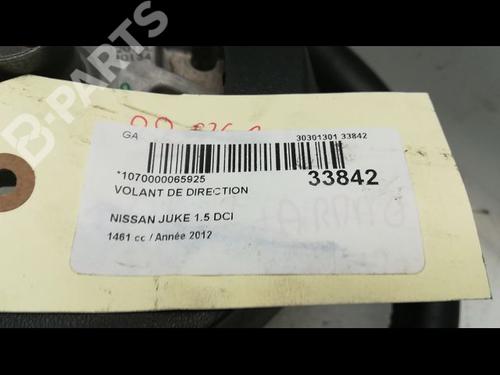 B-PARTS
GA
30301301 33842
*1070000065925
33842
VOLANT DE DIRECTION
NISSAN JUKE 1.5 DCI
1461 cc / Année 2012